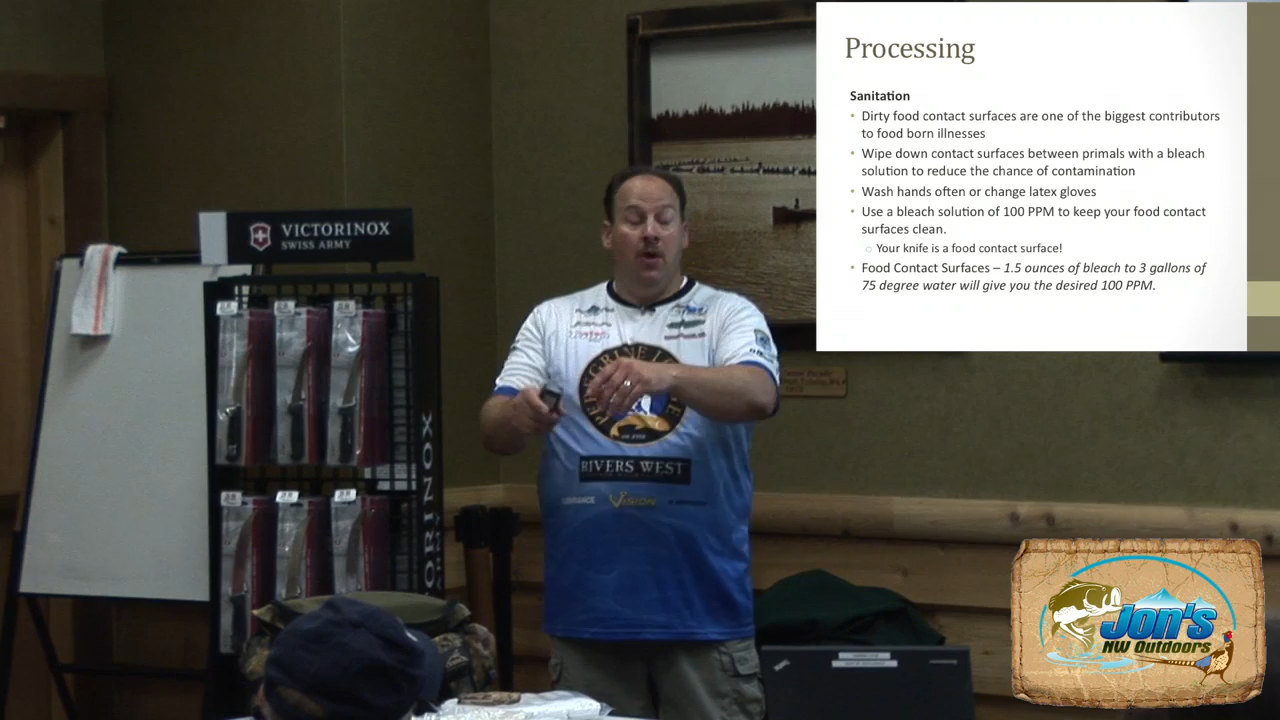 Processing
Sanitation
• Dirty food contact surfaces are one of the biggest contributors
to food born illnesses
• Wipe down contact surfaces between primals with a bleach
solution to reduce the chance of contamination
• Wash hands often or change latex gloves
• Use a bleach solution of 100 PPM to keep your food contact
surfaces clean.
○ Your knife is a food contact surface!
• Food Contact Surfaces – 1.5 ounces of bleach to 3 gallons of
75 degree water will give you the desired 100 PPM.
VICTORINOX
SWISS ARMY
RIVERS WEST
LOWRANCE
VISION
Jon's
NW Outdoors